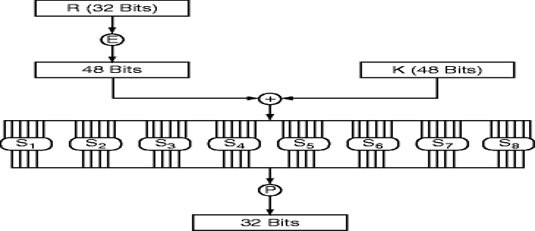 R (32 Bits)
E
48 Bits
K (48 Bits)
+
S1 S2 S3 S4 S5 S6 S7 S8
P
32 Bits